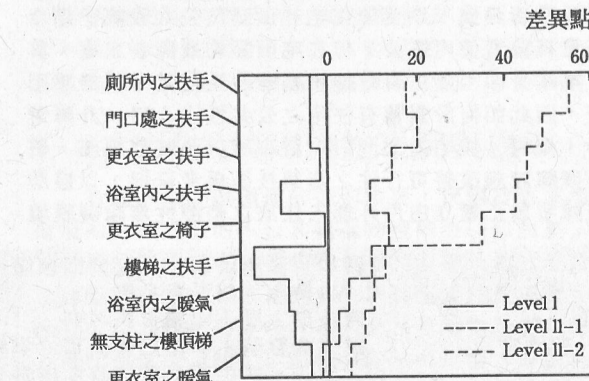 差異點
0 20 40 60
廁所內之扶手
門口處之扶手
更衣室之扶手
浴室內之扶手
更衣室之椅子
樓梯之扶手
浴室內之暖氣
無支柱之樓頂梯
更衣室之暖氣
Level l
Level ll-1
Level ll-2